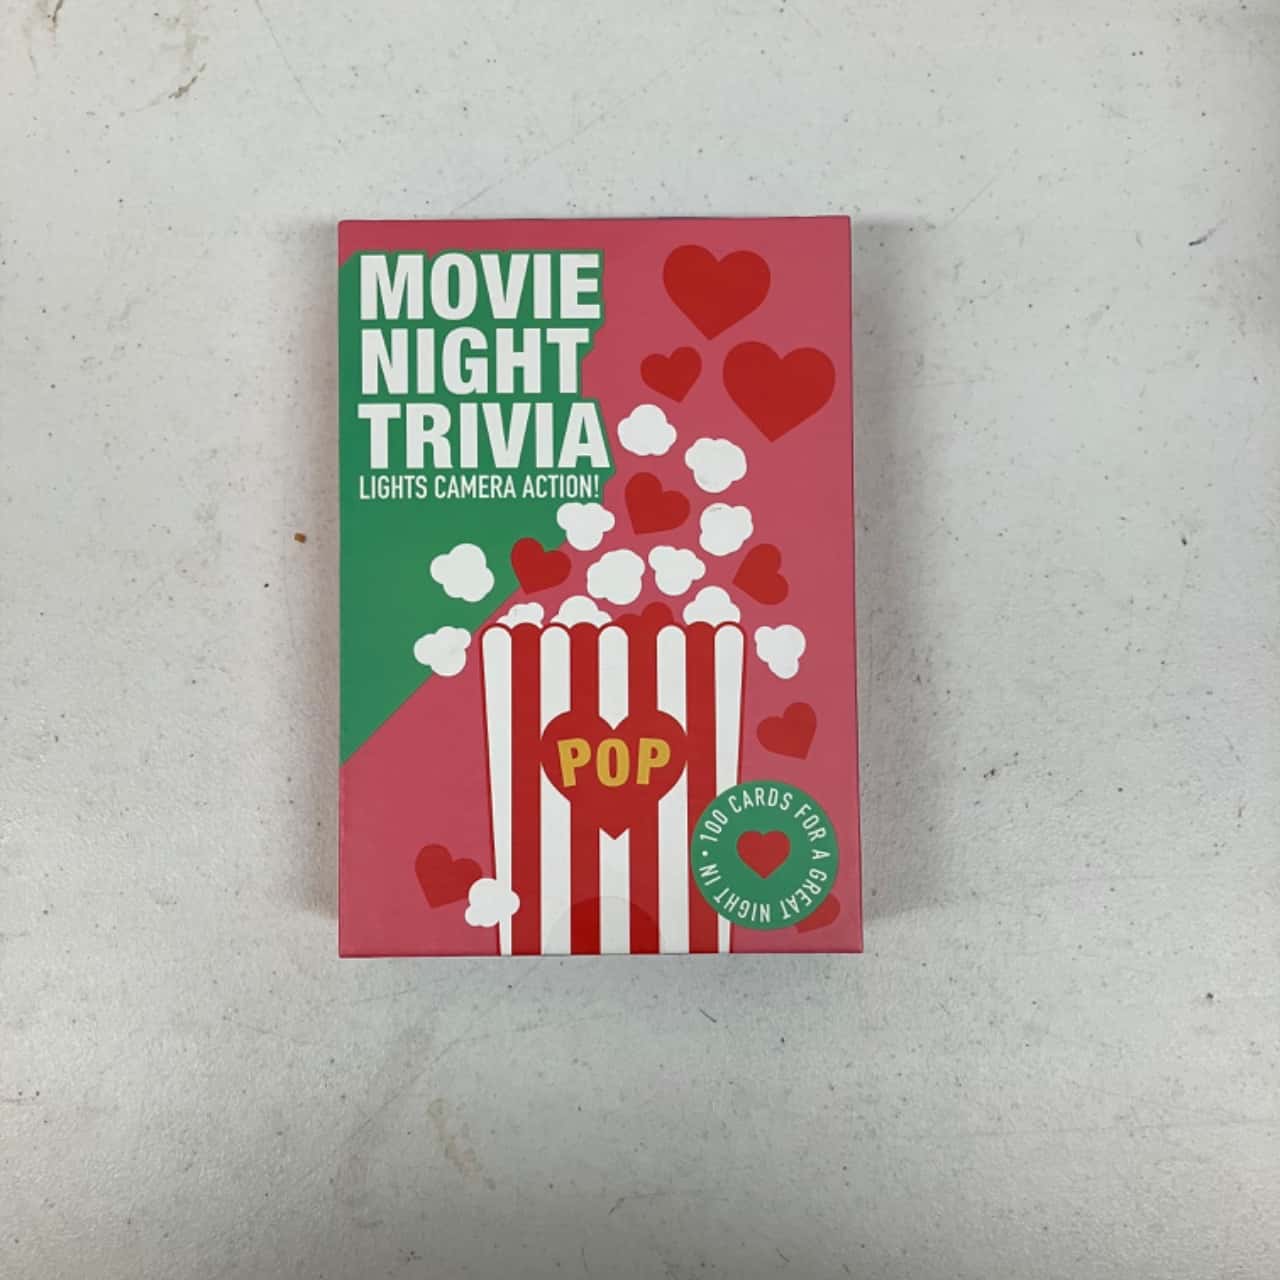 MOVIE
NIGHT
TRIVIA
LIGHTS CAMERA ACTION!
POP
100 CARDS FOR A GREAT NIGHT IN •